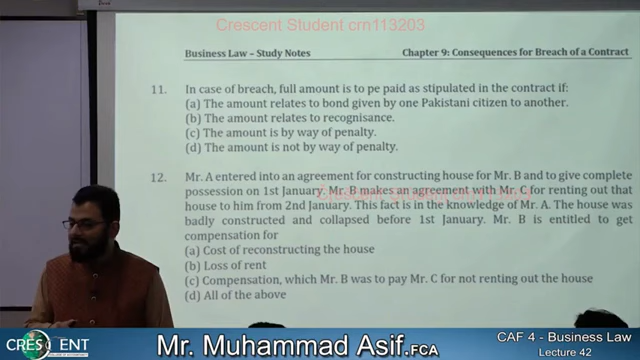 Crescent Student crn113203
Business Law – Study Notes Chapter 9: Consequences for Breach of a Contract
11. In case of breach, full amount is to pe paid as stipulated in the contract if:
(a) The amount relates to bond given by one Pakistani citizen to another.
(b) The amount relates to recognisance.
(c) The amount is by way of penalty.
(d) The amount is not by way of penalty.
12. Mr. A entered into an agreement for constructing house for Mr. B and to give complete
possession on 1st January. Mr. B makes an agreement with Mr. C for renting out that
house to him from 2nd January. This fact is in the knowledge of Mr. A. The house was
badly constructed and collapsed before 1st January. Mr. B is entitled to get
compensation for
(a) Cost of reconstructing the house
(b) Loss of rent
(c) Compensation, which Mr. B was to pay Mr. C for not renting out the house
(d) All of the above
CRESCENT
Mr. Muhammad Asif.FCA
CAF 4 - Business Law
Lecture 42